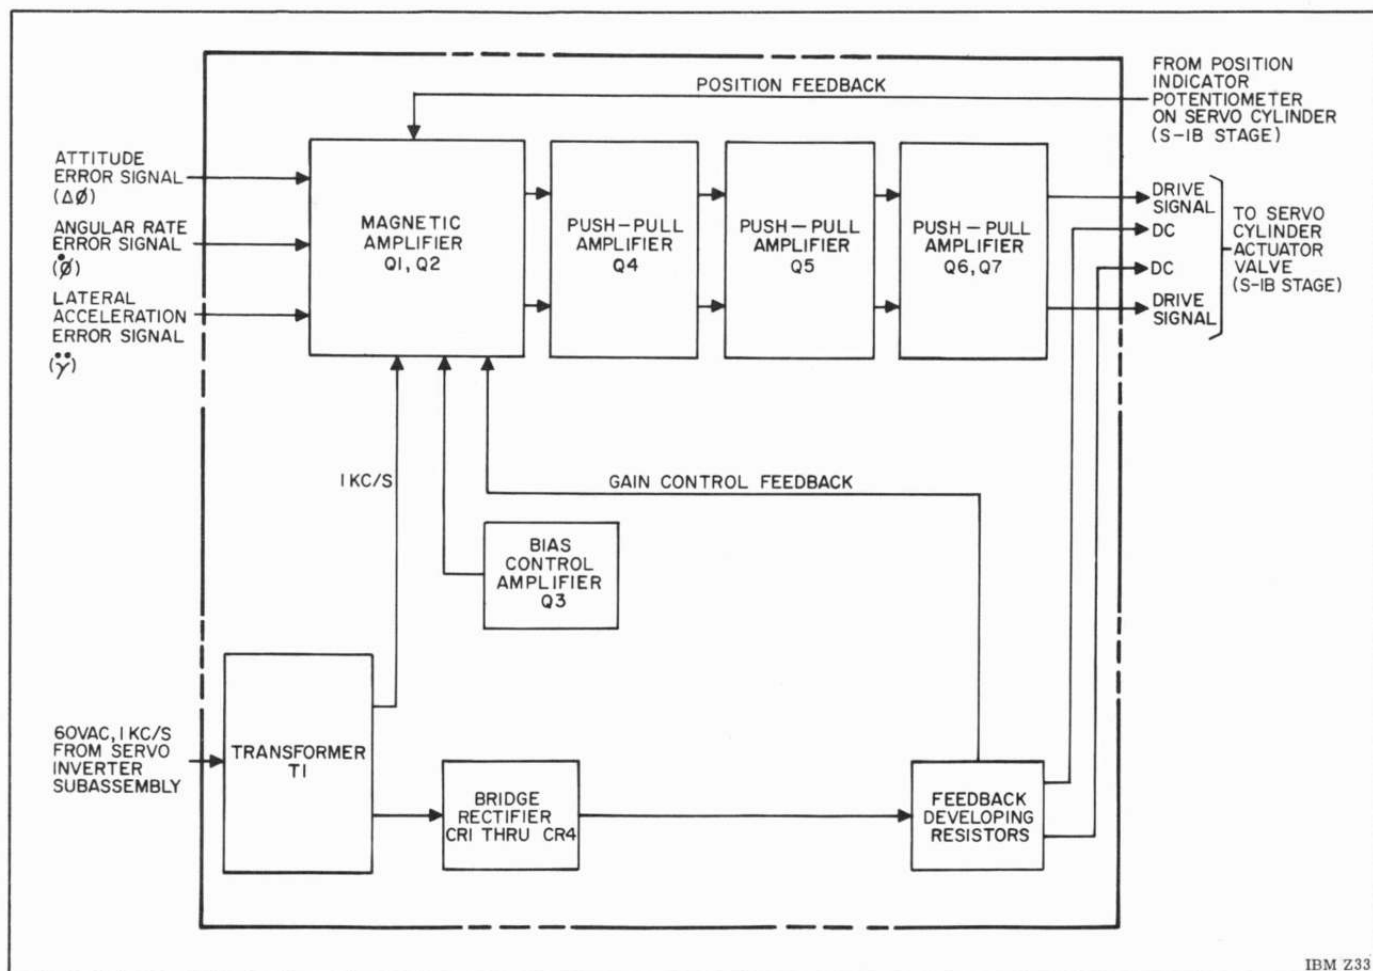 POSITION FEEDBACK
FROM POSITION
INDICATOR
POTENTIOMETER
ON SERVO CYLINDER
(S-IB STAGE)
ATTITUDE
ERROR SIGNAL
(Δø)
ANGULAR RATE
ERROR SIGNAL
(ø̇)
LATERAL
ACCELERATION
ERROR SIGNAL
(γ̈)
MAGNETIC
AMPLIFIER
Q1, Q2
PUSH-PULL
AMPLIFIER
Q4
PUSH-PULL
AMPLIFIER
Q5
PUSH-PULL
AMPLIFIER
Q6, Q7
DRIVE
SIGNAL
DC
DC
DRIVE
SIGNAL
TO SERVO
CYLINDER
ACTUATOR
VALVE
(S-IB STAGE)
1 KC/S
GAIN CONTROL FEEDBACK
BIAS
CONTROL
AMPLIFIER
Q3
60VAC, 1 KC/S
FROM SERVO
INVERTER
SUBASSEMBLY
TRANSFORMER
T1
BRIDGE
RECTIFIER
CR1 THRU CR4
FEEDBACK
DEVELOPING
RESISTORS
IBM Z33